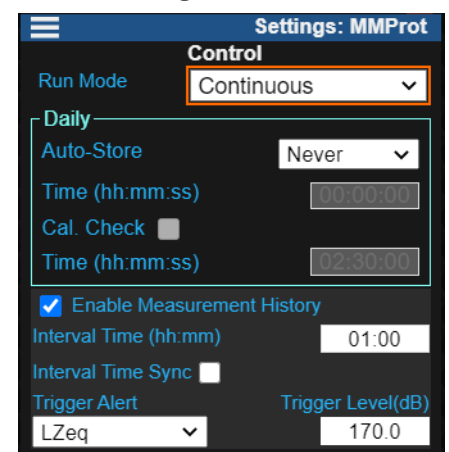 Settings: MMProt
Control
Run Mode Continuous
Daily
Auto-Store Never
Time (hh:mm:ss) 00:00:00
Cal. Check
Time (hh:mm:ss) 02:30:00
Enable Measurement History
Interval Time (hh:mm) 01:00
Interval Time Sync
Trigger Alert Trigger Level(dB)
LZeq 170.0